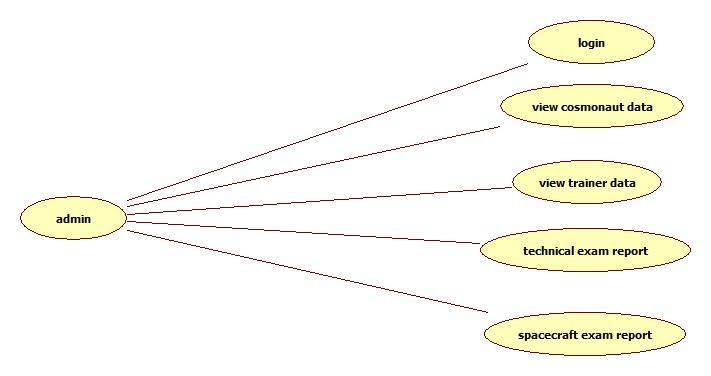 login
view cosmonaut data
view trainer data
admin
technical exam report
spacecraft exam report